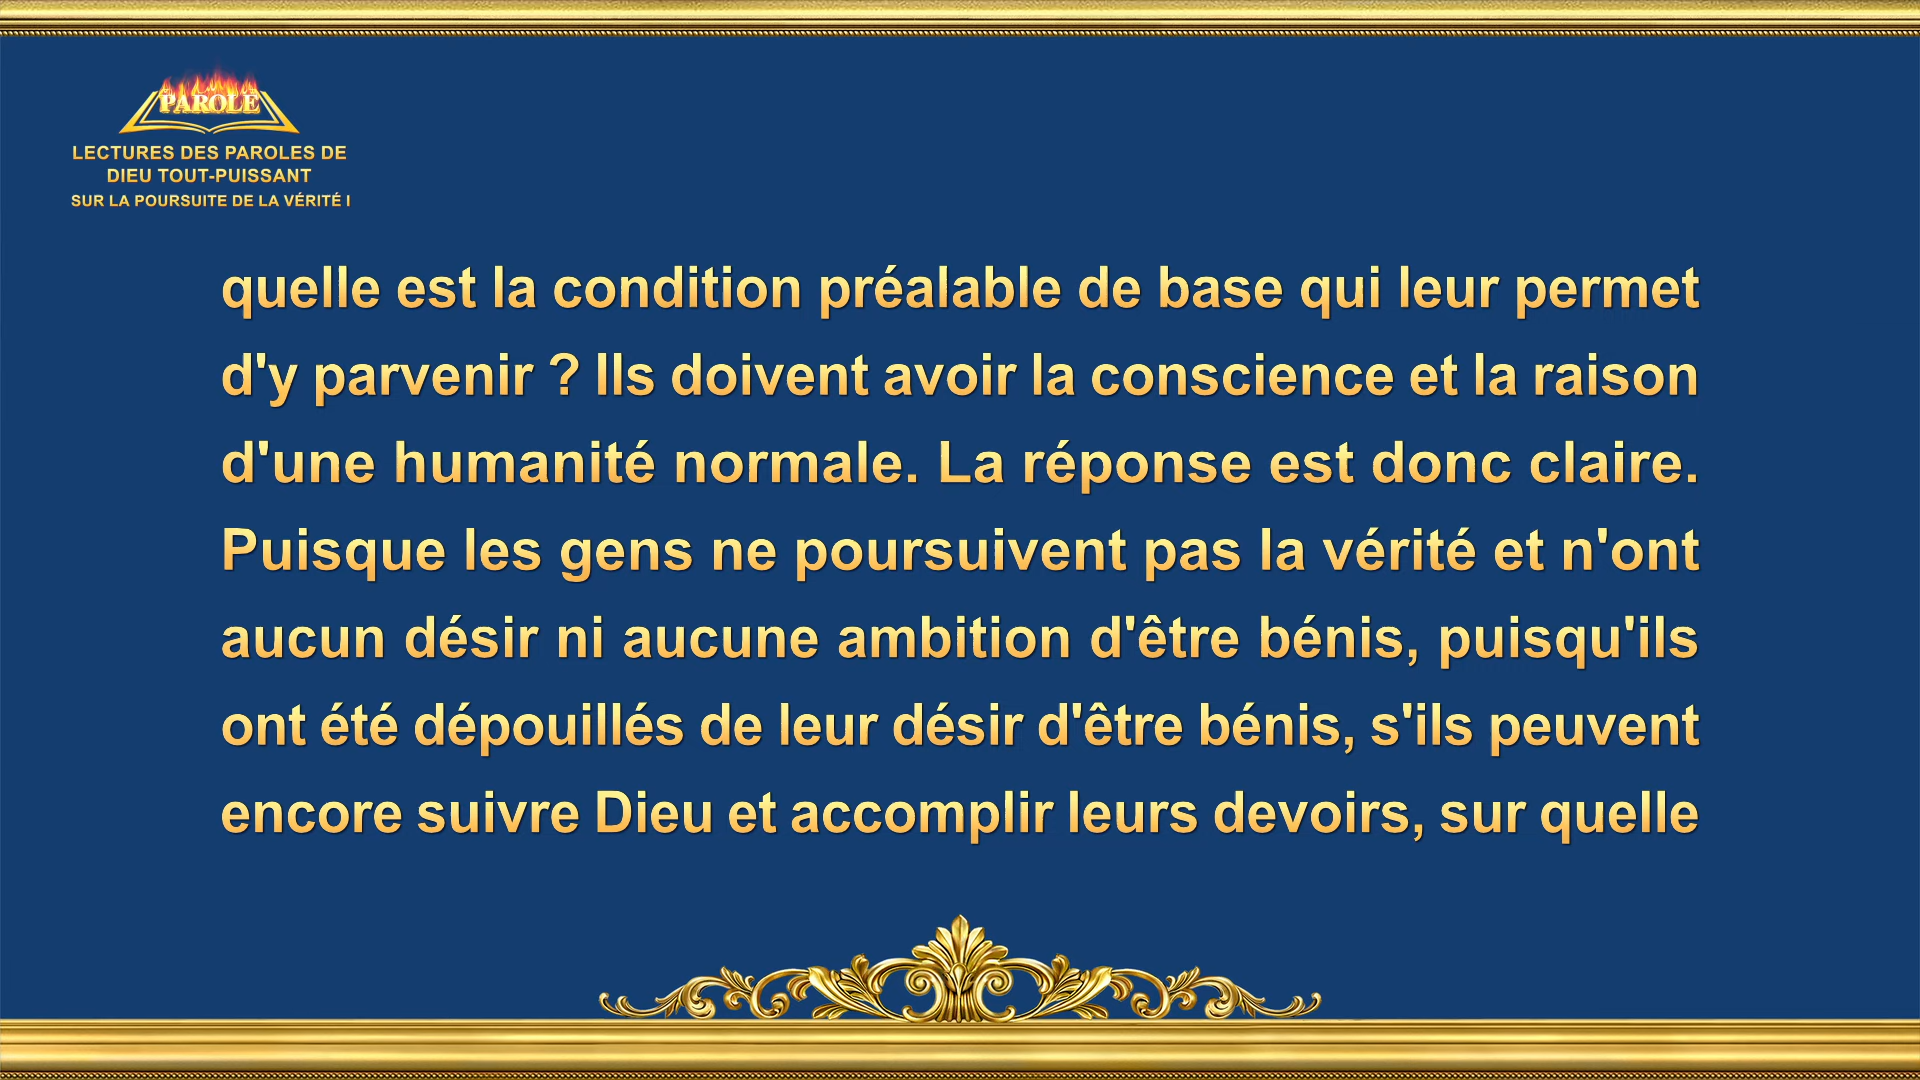 PAROLE
LECTURES DES PAROLES DE
DIEU TOUT-PUISSANT
SUR LA POURSUITE DE LA VÉRITÉ I
quelle est la condition préalable de base qui leur permet
d'y parvenir ? Ils doivent avoir la conscience et la raison
d'une humanité normale. La réponse est donc claire.
Puisque les gens ne poursuivent pas la vérité et n'ont
aucun désir ni aucune ambition d'être bénis, puisqu'ils
ont été dépouillés de leur désir d'être bénis, s'ils peuvent
encore suivre Dieu et accomplir leurs devoirs, sur quelle